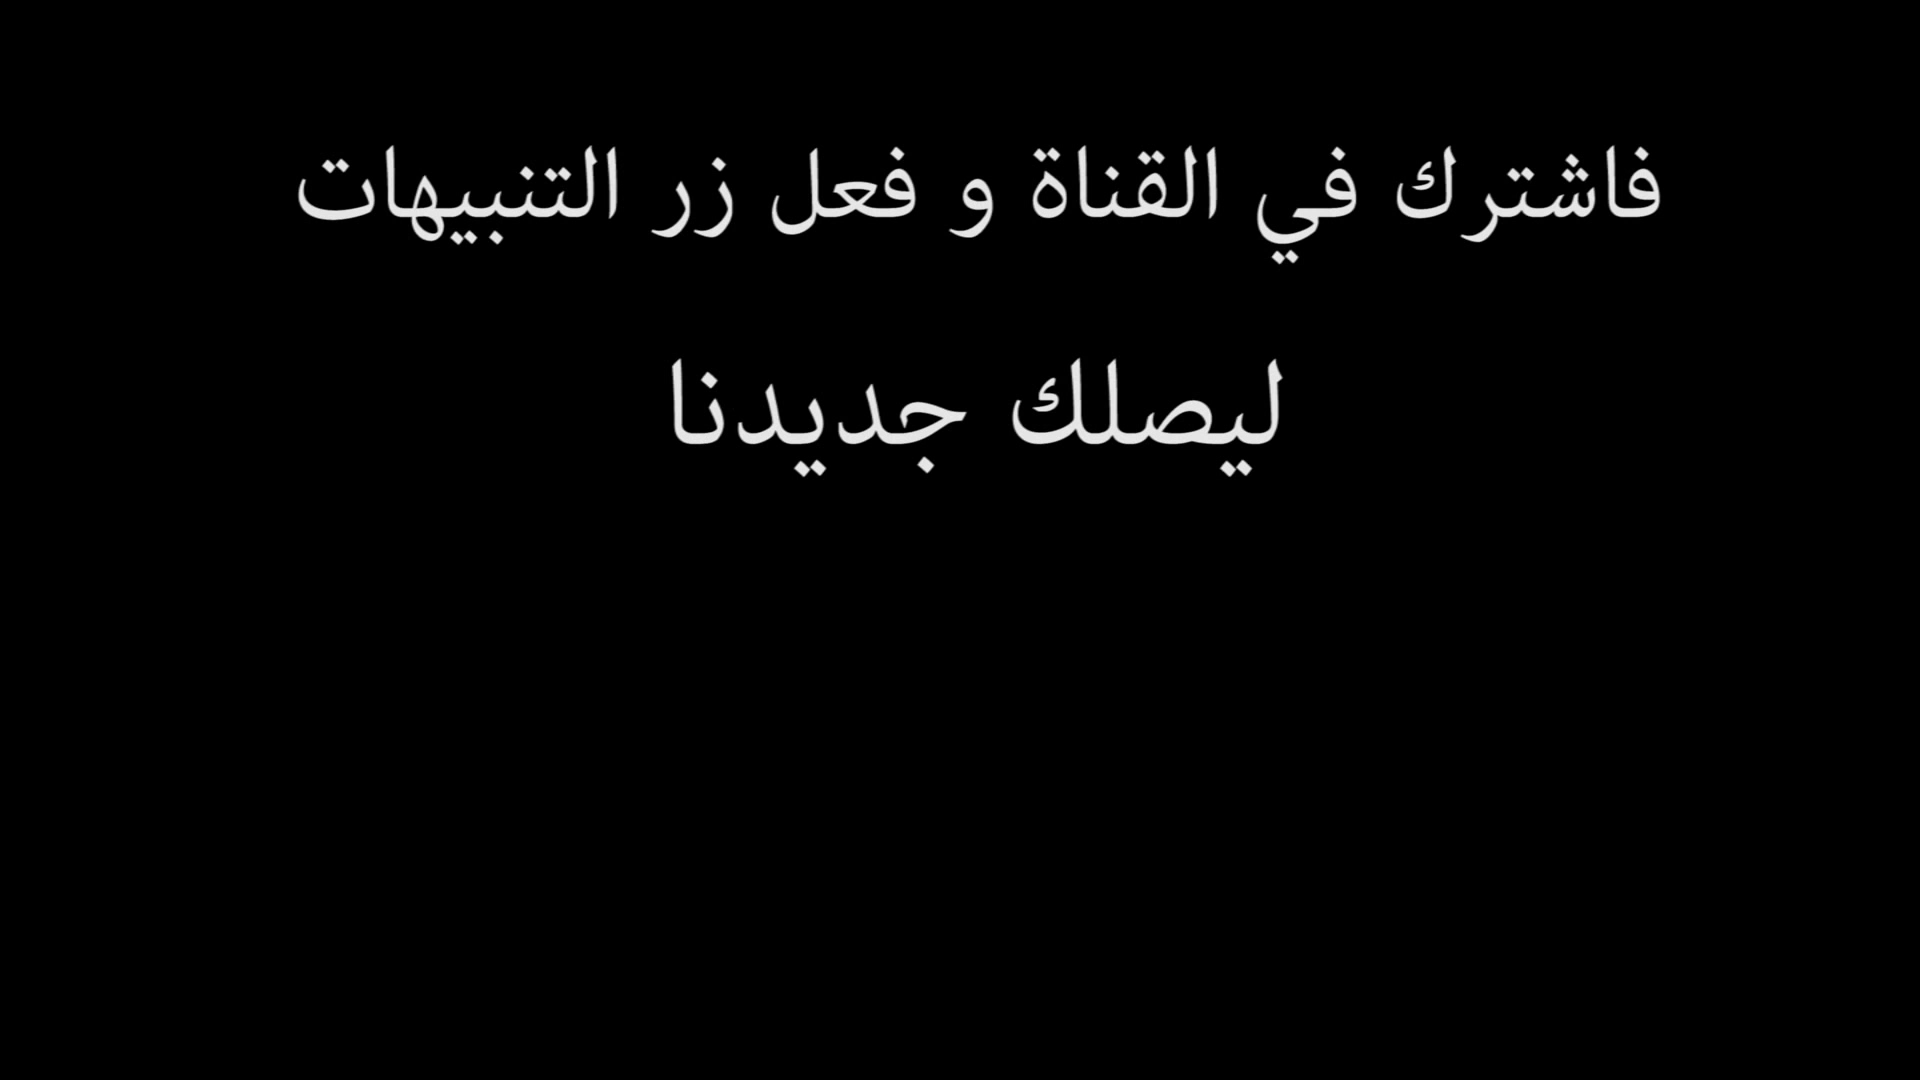 فاشترك في القناة و فعل زر التنبيهات
ليصلك جديدنا